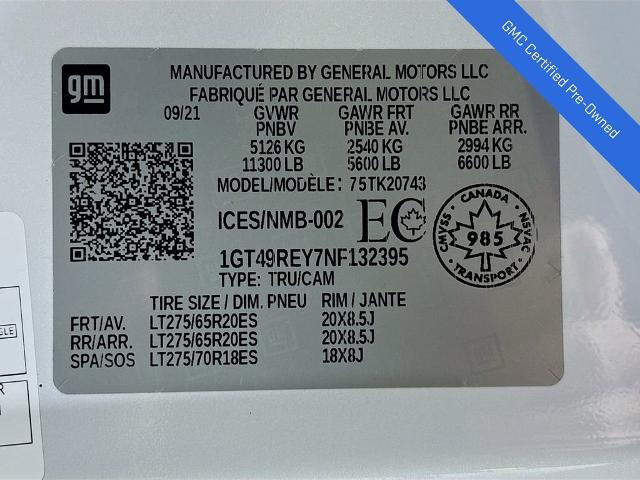 GMC Certified Pre-Owned
gm
MANUFACTURED BY GENERAL MOTORS LLC
FABRIQUÉ PAR GENERAL MOTORS LLC
09/21 GVWR GAWR FRT GAWR RR
PNBV PNBE AV. PNBE ARR.
5126 KG 2540 KG 2994 KG
11300 LB 5600 LB 6600 LB
MODEL/MODÈLE: 75TK20743
ICES/NMB-002 EC
CANADA
CMVSS 985 NSVAC
TRANSPORT
1GT49REY7NF132395
TYPE: TRU/CAM
TIRE SIZE / DIM. PNEU RIM / JANTE
FRT/AV. LT275/65R20ES 20X8.5J
RR/ARR. LT275/65R20ES 20X8.5J
SPA/SOS LT275/70R18ES 18X8J